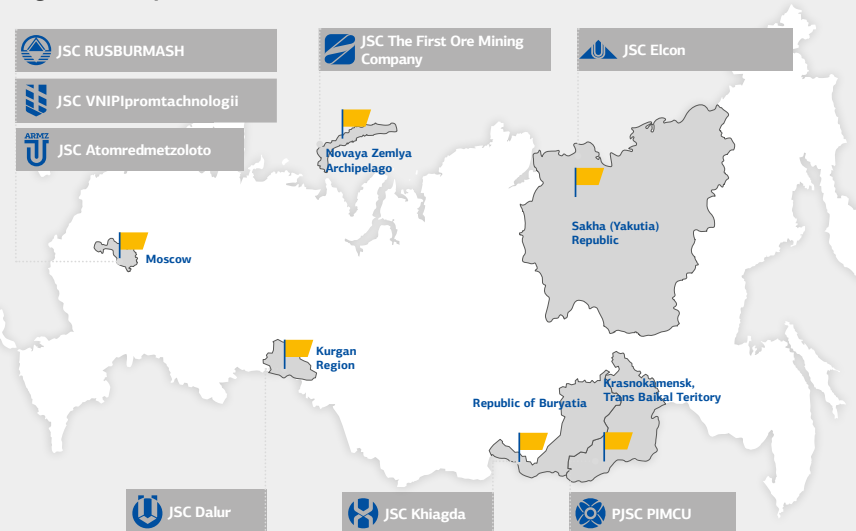 JSC RUSBURMASH
JSC The First Ore Mining
Company
JSC Elcon
JSC VNIPIpromtachnologii
ARMZ
JSC Atomredmetzoloto
Novaya Zemlya
Archipelago
Sakha (Yakutia)
Republic
Moscow
Kurgan
Region
Krasnokamensk,
Trans Baikal Teritory
Republic of Buryatia
JSC Dalur
JSC Khiagda
PJSC PIMCU